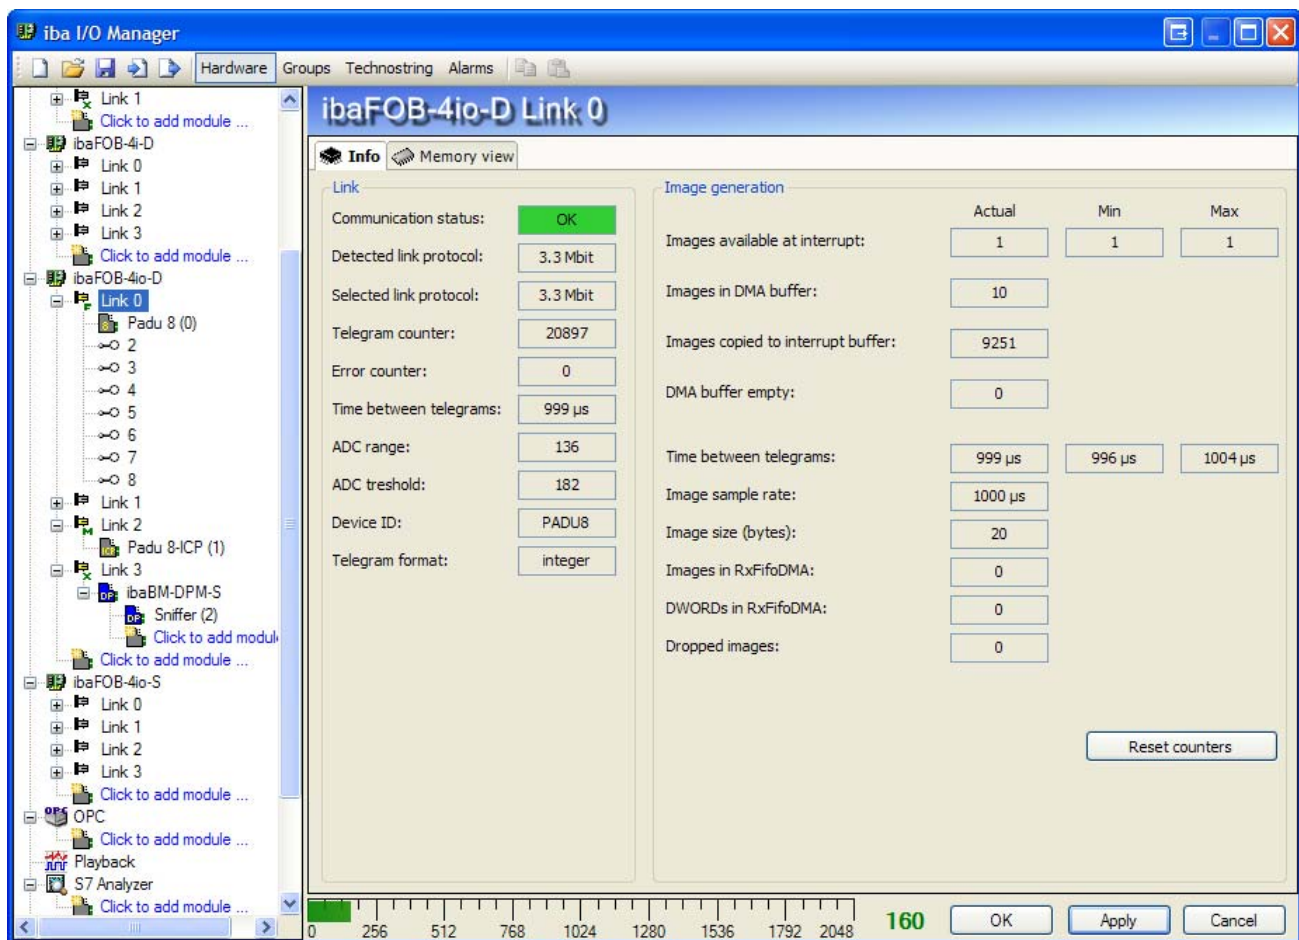 iba I/O Manager
Hardware Groups Technostring Alarms
Link 1
Click to add module ...
ibaFOB-4i-D
Link 0
Link 1
Link 2
Link 3
Click to add module ...
ibaFOB-4io-D
Link 0
Padu 8 (0)
2
3
4
5
6
7
8
Link 1
Link 2
Padu 8-ICP (1)
Link 3
ibaBM-DPM-S
Sniffer (2)
Click to add modul
Click to add module ...
ibaFOB-4io-S
Link 0
Link 1
Link 2
Link 3
Click to add module ...
OPC
Click to add module ...
Playback
S7 Analyzer
Click to add module ...
ibaFOB-4io-D Link 0
Info Memory view
Link
Communication status: OK
Detected link protocol: 3.3 Mbit
Selected link protocol: 3.3 Mbit
Telegram counter: 20897
Error counter: 0
Time between telegrams: 999 µs
ADC range: 136
ADC treshold: 182
Device ID: PADU8
Telegram format: integer
Image generation
Actual Min Max
Images available at interrupt: 1 1 1
Images in DMA buffer: 10
Images copied to interrupt buffer: 9251
DMA buffer empty: 0
Time between telegrams: 999 µs 996 µs 1004 µs
Image sample rate: 1000 µs
Image size (bytes): 20
Images in RxFifoDMA: 0
DWORDs in RxFifoDMA: 0
Dropped images: 0
Reset counters
0 256 512 768 1024 1280 1536 1792 2048
160 OK Apply Cancel